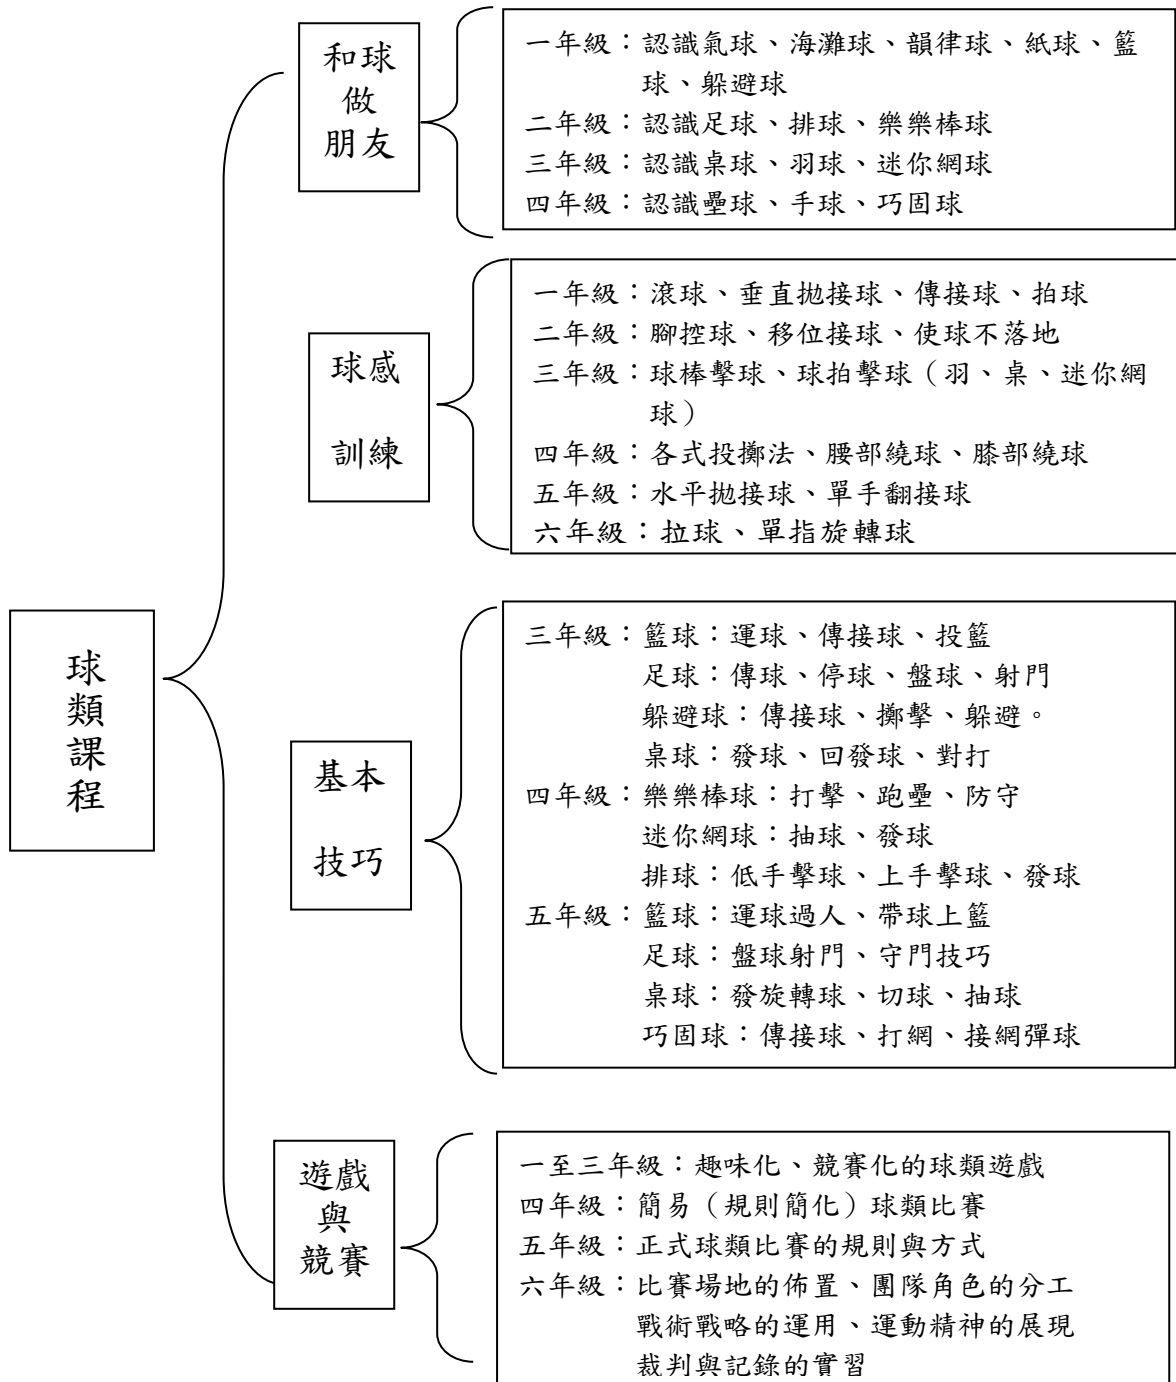 球類課程
和球
做
朋友
一年級：認識氣球、海灘球、韻律球、紙球、籃
球、躲避球
二年級：認識足球、排球、樂樂棒球
三年級：認識桌球、羽球、迷你網球
四年級：認識壘球、手球、巧固球
球感
訓練
一年級：滾球、垂直拋接球、傳接球、拍球
二年級：腳控球、移位接球、使球不落地
三年級：球棒擊球、球拍擊球（羽、桌、迷你網
球）
四年級：各式投擲法、腰部繞球、膝部繞球
五年級：水平拋接球、單手翻接球
六年級：拉球、單指旋轉球
基本
技巧
三年級：籃球：運球、傳接球、投籃
足球：傳球、停球、盤球、射門
躲避球：傳接球、擲擊、躲避。
桌球：發球、回發球、對打
四年級：樂樂棒球：打擊、跑壘、防守
迷你網球：抽球、發球
排球：低手擊球、上手擊球、發球
五年級：籃球：運球過人、帶球上籃
足球：盤球射門、守門技巧
桌球：發旋轉球、切球、抽球
巧固球：傳接球、打網、接網彈球
遊戲
與
競賽
一至三年級：趣味化、競賽化的球類遊戲
四年級：簡易（規則簡化）球類比賽
五年級：正式球類比賽的規則與方式
六年級：比賽場地的佈置、團隊角色的分工
戰術戰略的運用、運動精神的展現
裁判與記錄的實習